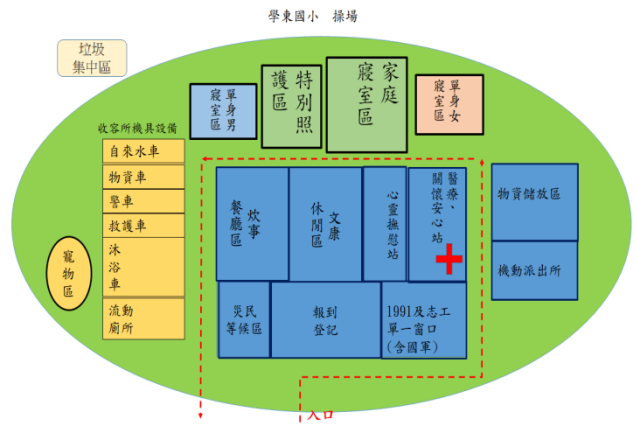 學東國小 操場
垃圾
集中區
單身男
寢室區
特別照
護區
家庭
寢室區
單身女
寢室區
收容所機具設備
自來水車
物資車
警車
救護車
沐
浴
車
流動
廁所
寵
物
區
炊事
餐廳區
文康
休閒區
心靈撫慰站
醫療、
關懷安心站
物資儲放區
機動派出所
災民
等候區
報到
登記
1991及志工
單一窗口
(含國軍)
入口